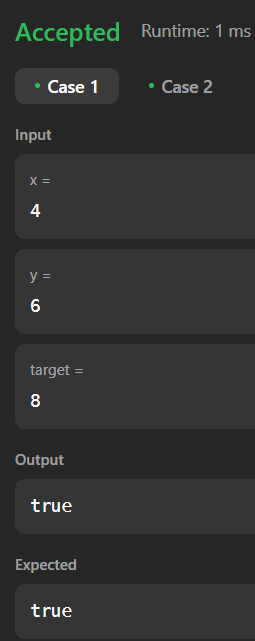 Accepted Runtime: 1 ms
• Case 1 • Case 2
Input
x =
4
y =
6
target =
8
Output
true
Expected
true